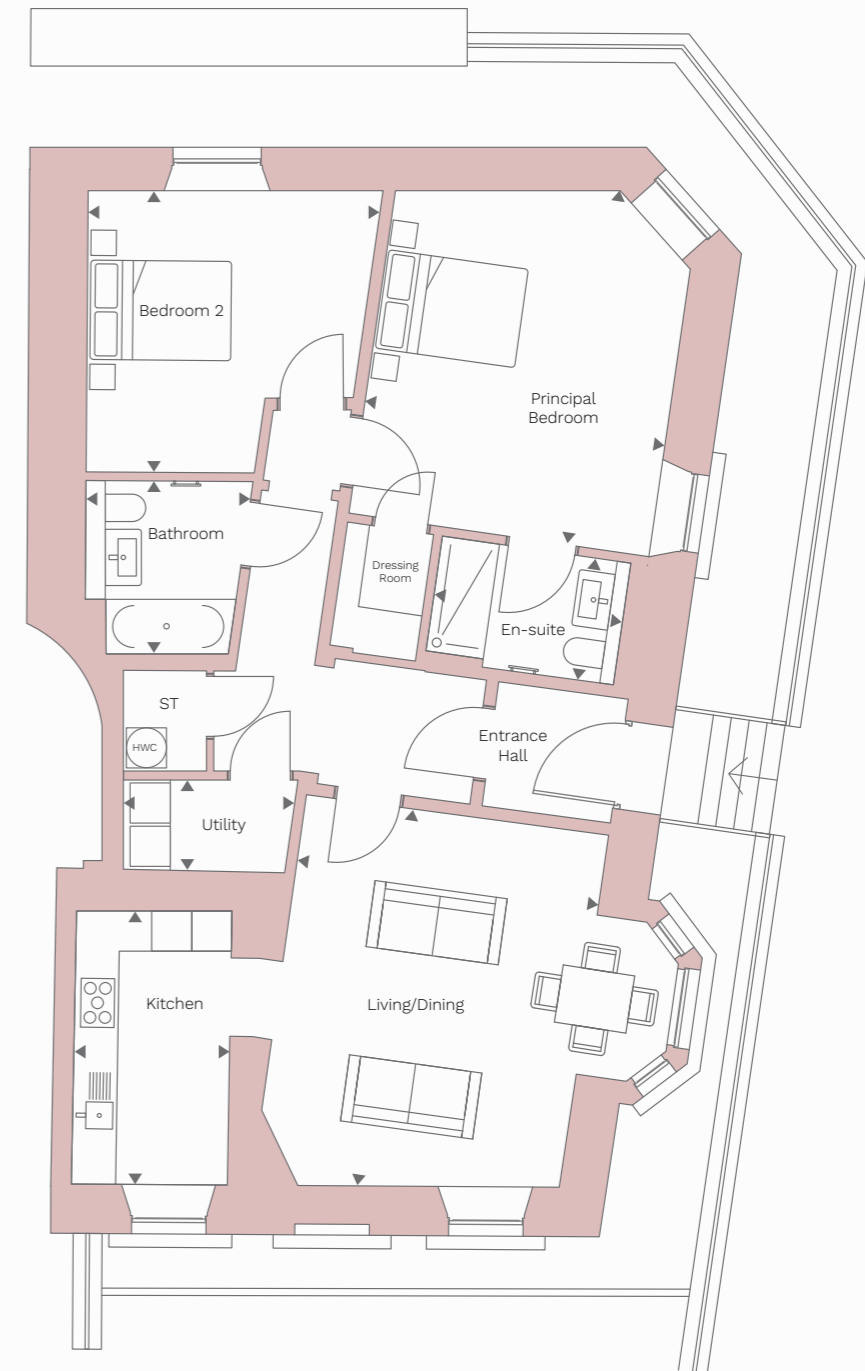 Bedroom 2
Principal
Bedroom
Bathroom
Dressing
Room
En-suite
ST
HWC
Entrance
Hall
Utility
Kitchen
Living/Dining